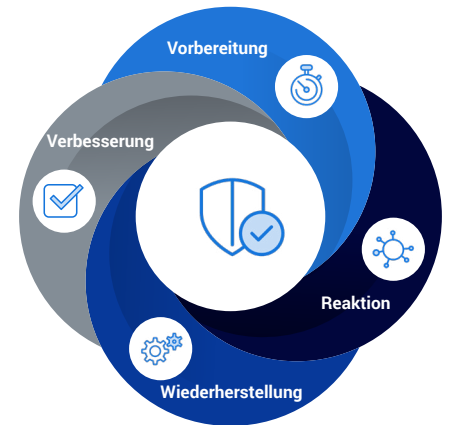 Vorbereitung
Verbesserung
Reaktion
Wiederherstellung